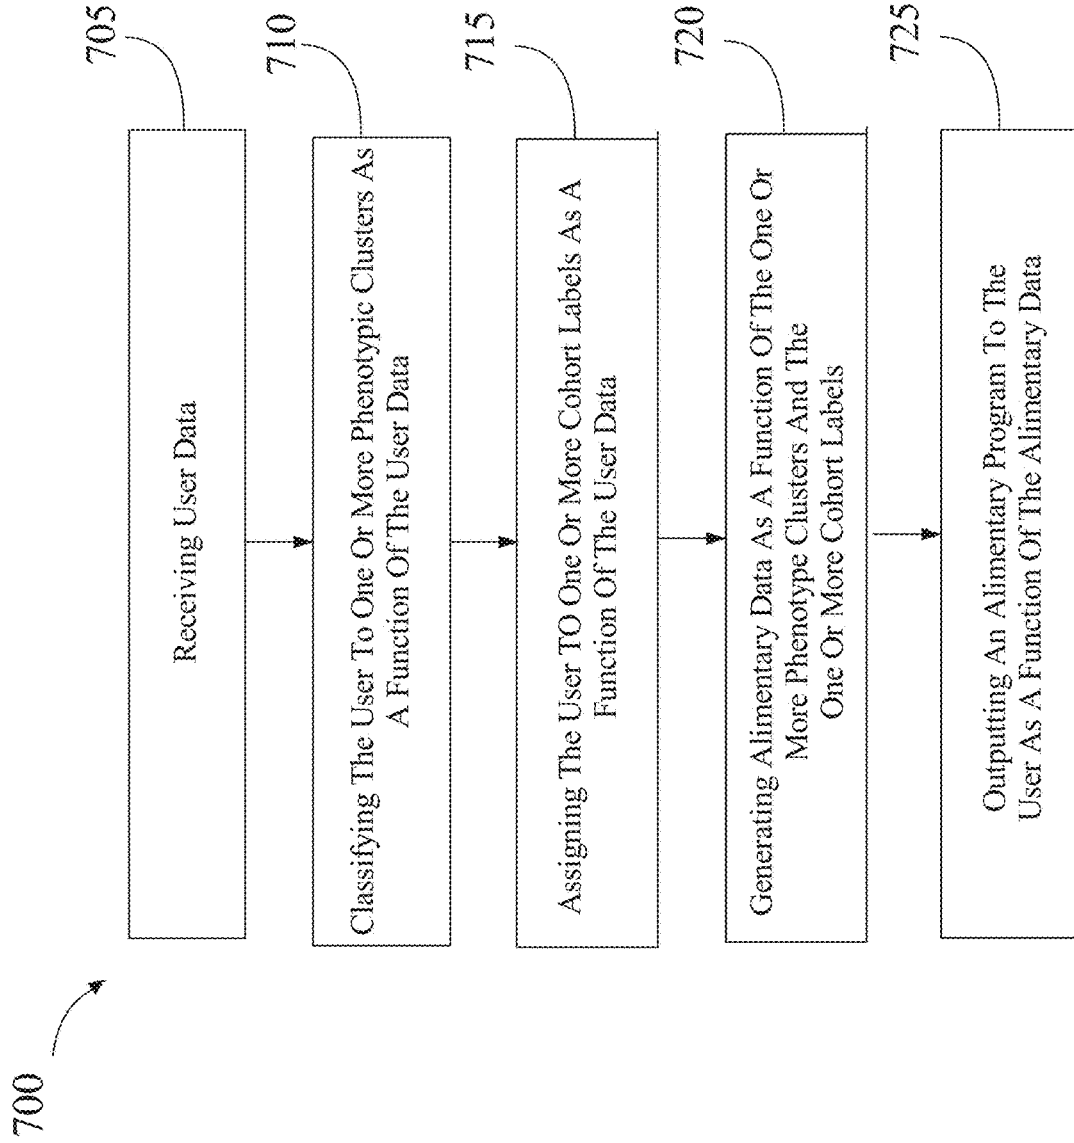 700
705
Receiving User Data
710
Classifying The User To One Or More Phenotypic Clusters As
A Function Of The User Data
715
Assigning The User TO One Or More Cohort Labels As A
Function Of The User Data
720
Generating Alimentary Data As A Function Of The One Or
More Phenotype Clusters And The
One Or More Cohort Labels
725
Outputting An Alimentary Program To The
User As A Function Of The Alimentary Data